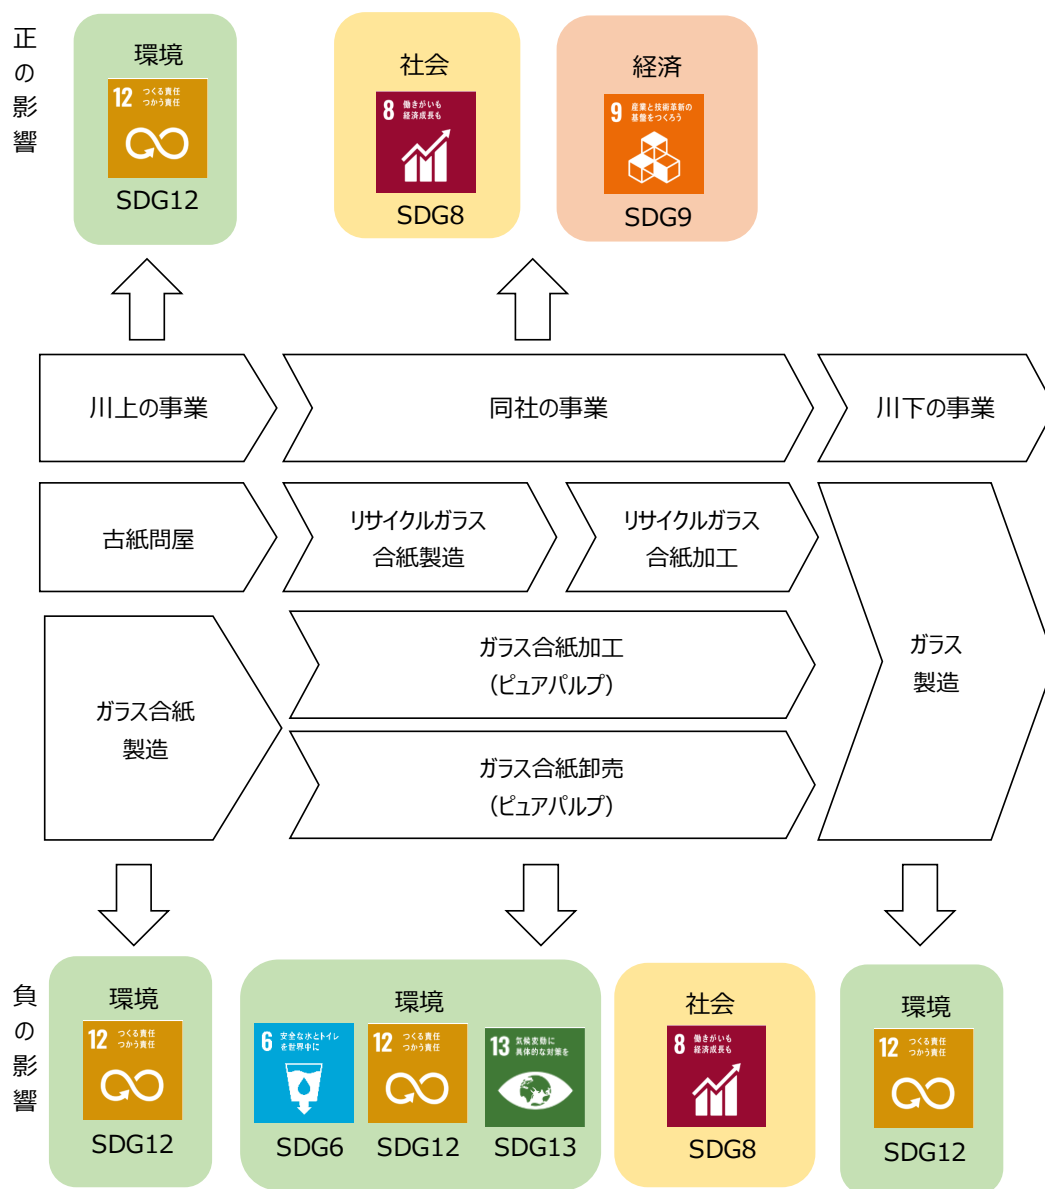 正の影響
環境
12 つくる責任
つかう責任
SDG12
社会
8 働きがいも
経済成長も
SDG8
経済
9 産業と技術革新の
基盤をつくろう
SDG9
川上の事業
同社の事業
川下の事業
古紙問屋
リサイクルガラス
合紙製造
リサイクルガラス
合紙加工
ガラス合紙
製造
ガラス合紙加工
(ピュアパルプ)
ガラス合紙卸売
(ピュアパルプ)
ガラス
製造
負の影響
環境
12 つくる責任
つかう責任
SDG12
環境
6 安全な水とトイレ
を世界中に
SDG6
12 つくる責任
つかう責任
SDG12
13 気候変動に
具体的な対策を
SDG13
社会
8 働きがいも
経済成長も
SDG8
環境
12 つくる責任
つかう責任
SDG12